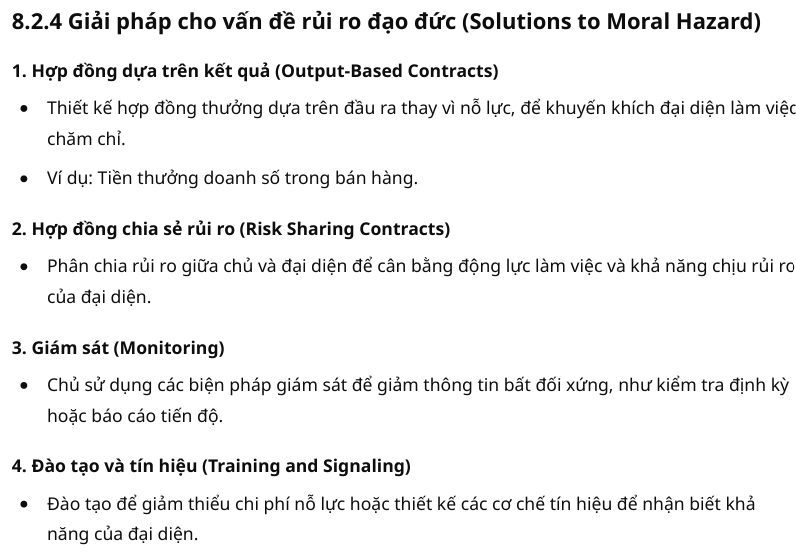 8.2.4 Giải pháp cho vấn đề rủi ro đạo đức (Solutions to Moral Hazard)
1. Hợp đồng dựa trên kết quả (Output-Based Contracts)
• Thiết kế hợp đồng thưởng dựa trên đầu ra thay vì nỗ lực, để khuyến khích đại diện làm việc
chăm chỉ.
• Ví dụ: Tiền thưởng doanh số trong bán hàng.
2. Hợp đồng chia sẻ rủi ro (Risk Sharing Contracts)
• Phân chia rủi ro giữa chủ và đại diện để cân bằng động lực làm việc và khả năng chịu rủi ro
của đại diện.
3. Giám sát (Monitoring)
• Chủ sử dụng các biện pháp giám sát để giảm thông tin bất đối xứng, như kiểm tra định kỳ
hoặc báo cáo tiến độ.
4. Đào tạo và tín hiệu (Training and Signaling)
• Đào tạo để giảm thiểu chi phí nỗ lực hoặc thiết kế các cơ chế tín hiệu để nhận biết khả
năng của đại diện.